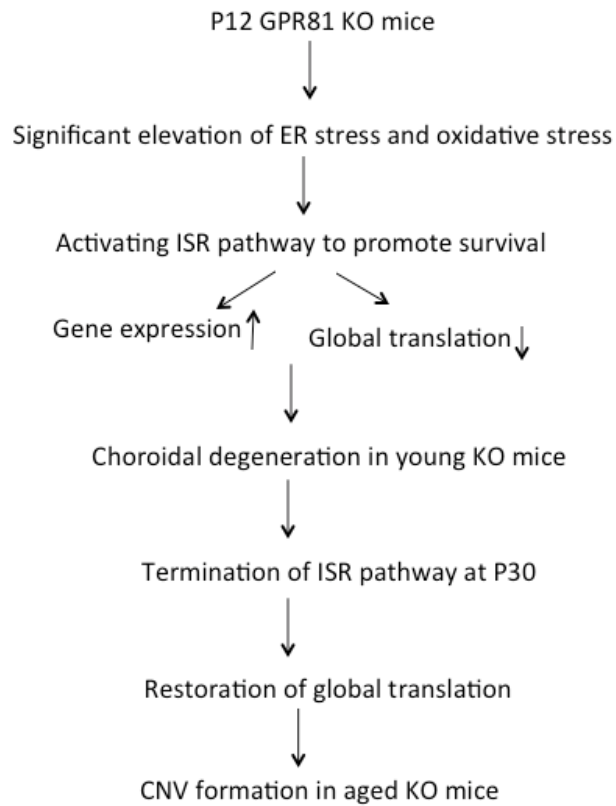 P12 GPR81 KO mice
Significant elevation of ER stress and oxidative stress
Activating ISR pathway to promote survival
Gene expression
Global translation
Choroidal degeneration in young KO mice
Termination of ISR pathway at P30
Restoration of global translation
CNV formation in aged KO mice